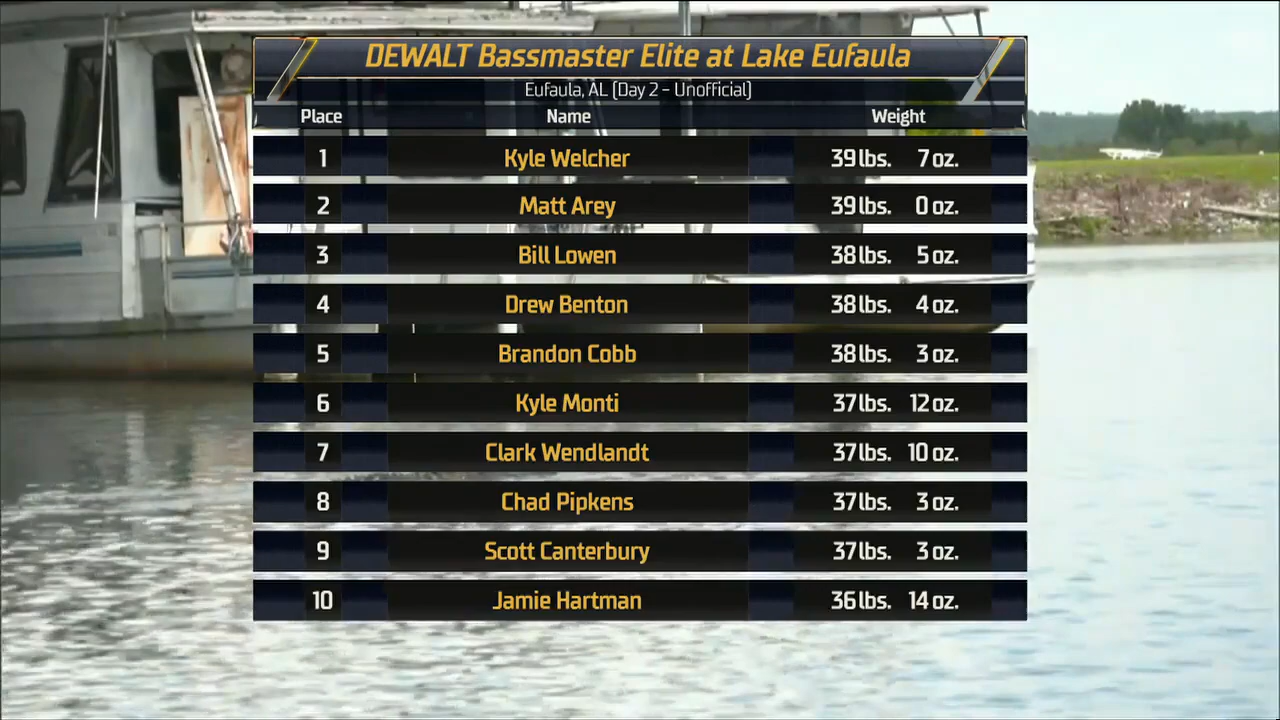 DEWALT Bassmaster Elite at Lake Eufaula
Eufaula, AL (Day 2 - Unofficial)
Place Name Weight
1 Kyle Welcher 39 lbs. 7 oz.
2 Matt Arey 39 lbs. 0 oz.
3 Bill Lowen 38 lbs. 5 oz.
4 Drew Benton 38 lbs. 4 oz.
5 Brandon Cobb 38 lbs. 3 oz.
6 Kyle Monti 37 lbs. 12 oz.
7 Clark Wendlandt 37 lbs. 10 oz.
8 Chad Pipkens 37 lbs. 3 oz.
9 Scott Canterbury 37 lbs. 3 oz.
10 Jamie Hartman 36 lbs. 14 oz.